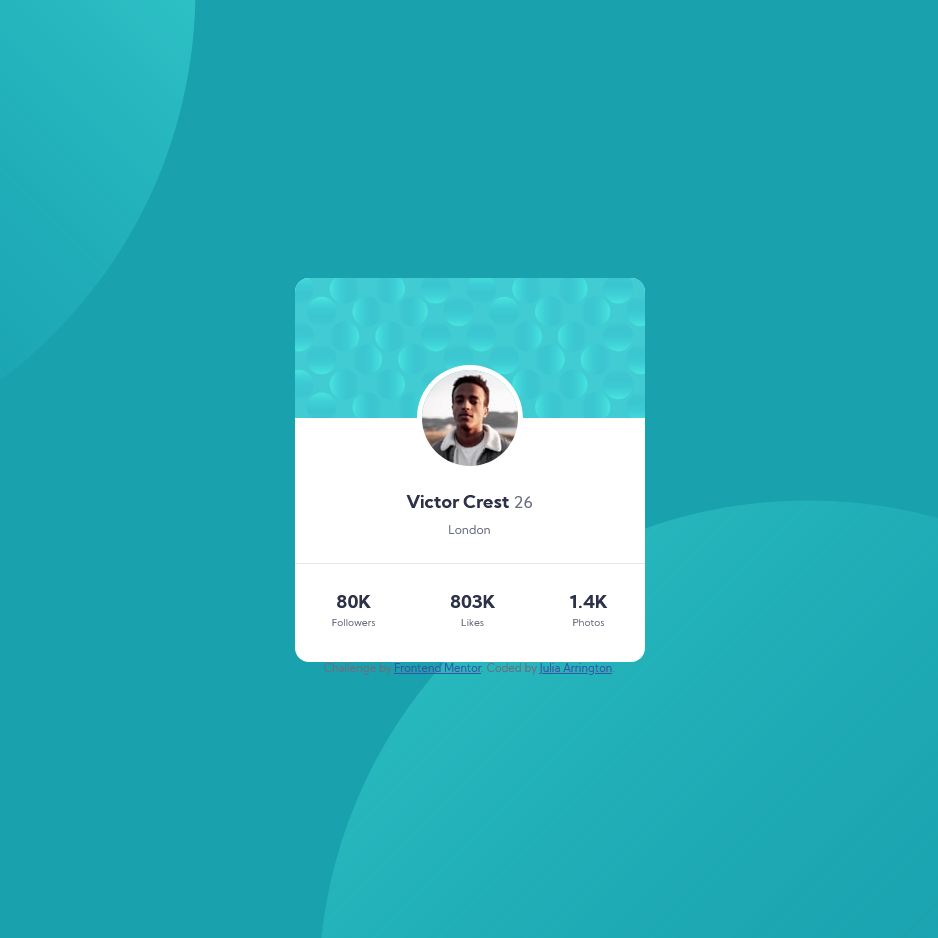 Victor Crest 26
London
80K 803K 1.4K
Followers Likes Photos
Challenge by Frontend Mentor. Coded by Julia Arrington.